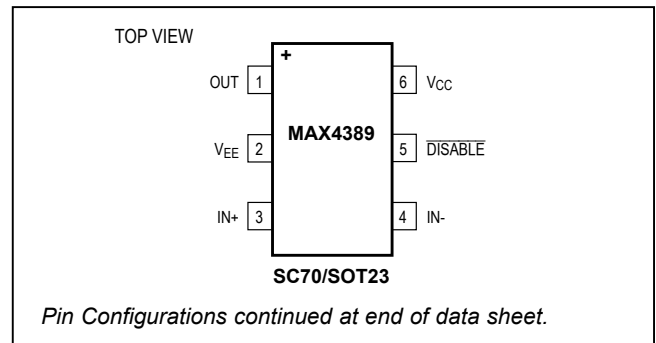 TOP VIEW
+
OUT 1
6 VCC
MAX4389
VEE 2
5 DISABLE
IN+ 3
4 IN-
SC70/SOT23
Pin Configurations continued at end of data sheet.